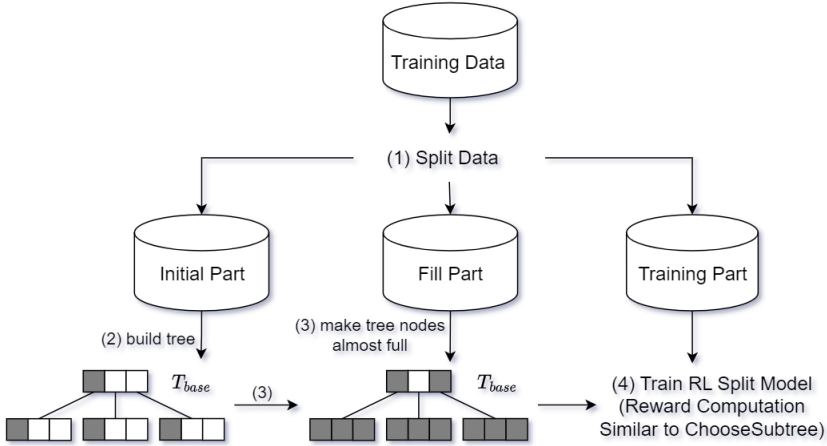 Training Data
(1) Split Data
Initial Part
Fill Part
Training Part
(2) build tree
(3) make tree nodes
almost full
T_base
(3)
T_base
(4) Train RL Split Model
(Reward Computation
Similar to ChooseSubtree)